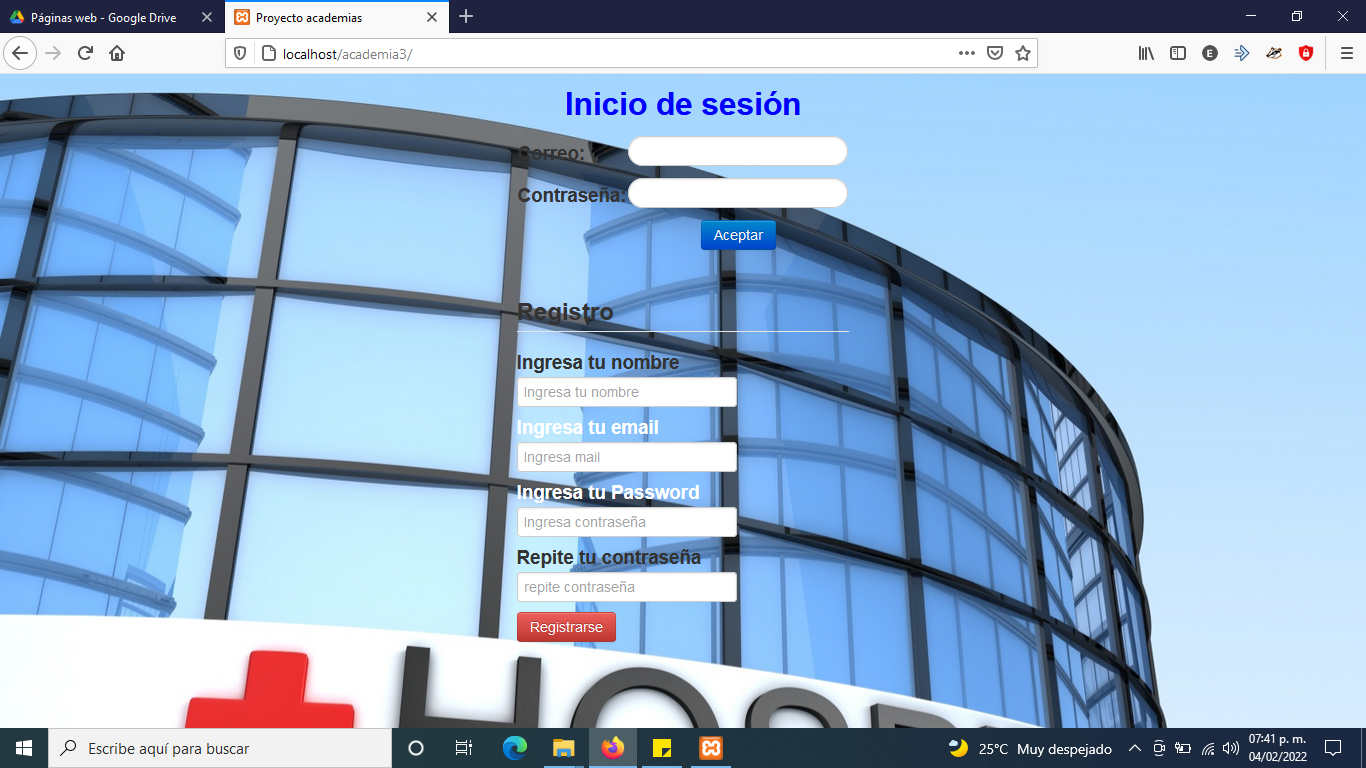 Páginas web - Google Drive
Proyecto academias
localhost/academia3/
Inicio de sesión
Correo:
Contraseña:
Aceptar
Registro
Ingresa tu nombre
Ingresa tu nombre
Ingresa tu email
Ingresa mail
Ingresa tu Password
Ingresa contraseña
Repite tu contraseña
repite contraseña
Registrarse
HOSP
Escribe aquí para buscar
25°C Muy despejado
07:41 p. m.
04/02/2022